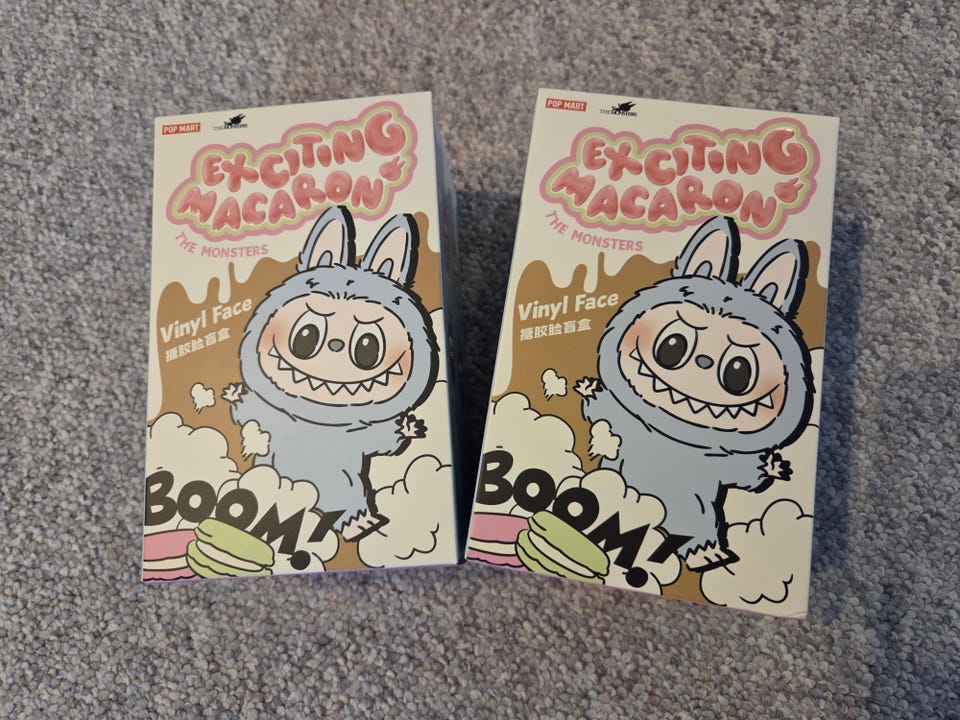 POP MART THE MONSTERS
EXCITING
MACARON
THE MONSTERS
Vinyl Face
搪胶脸盲盒
BOOM!
POP MART THE MONSTERS
EXCITING
MACARON
THE MONSTERS
Vinyl Face
搪胶脸盲盒
BOOM!